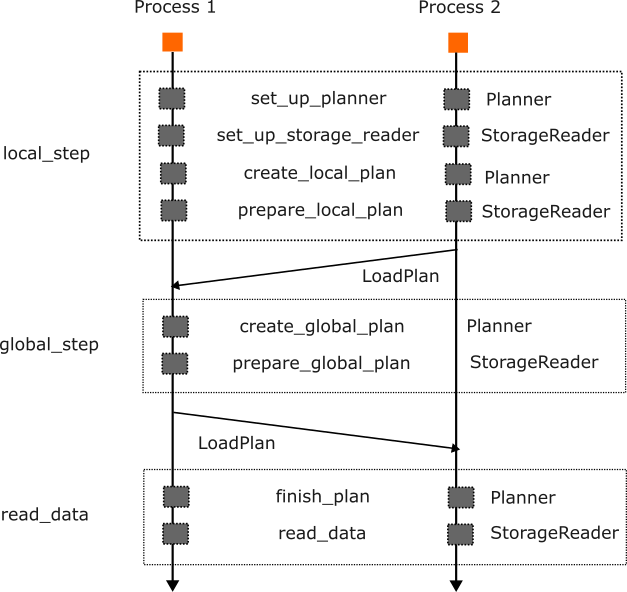 Process 1
Process 2
set_up_planner
Planner
set_up_storage_reader
StorageReader
local_step
create_local_plan
Planner
prepare_local_plan
StorageReader
LoadPlan
create_global_plan
Planner
global_step
prepare_global_plan
StorageReader
LoadPlan
finish_plan
Planner
read_data
read_data
StorageReader